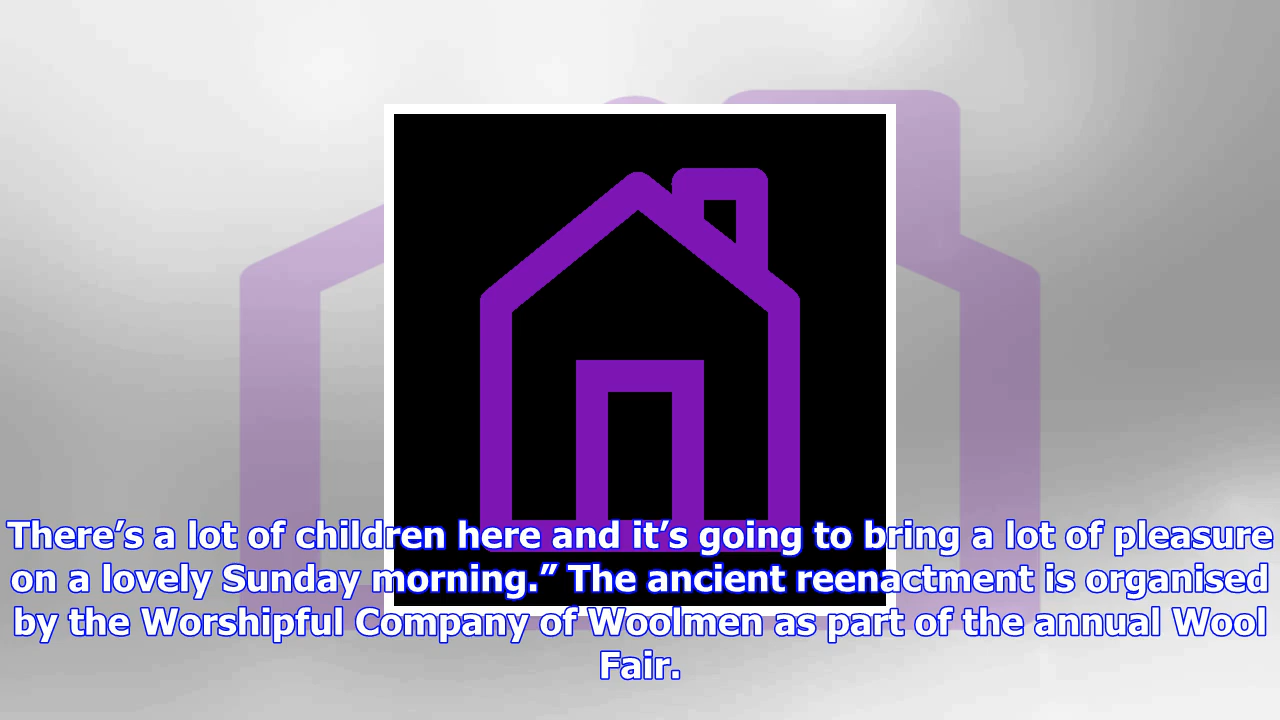 There’s a lot of children here and it’s going to bring a lot of pleasure
on a lovely Sunday morning.” The ancient reenactment is organised
by the Worshipful Company of Woolmen as part of the annual Wool
Fair.